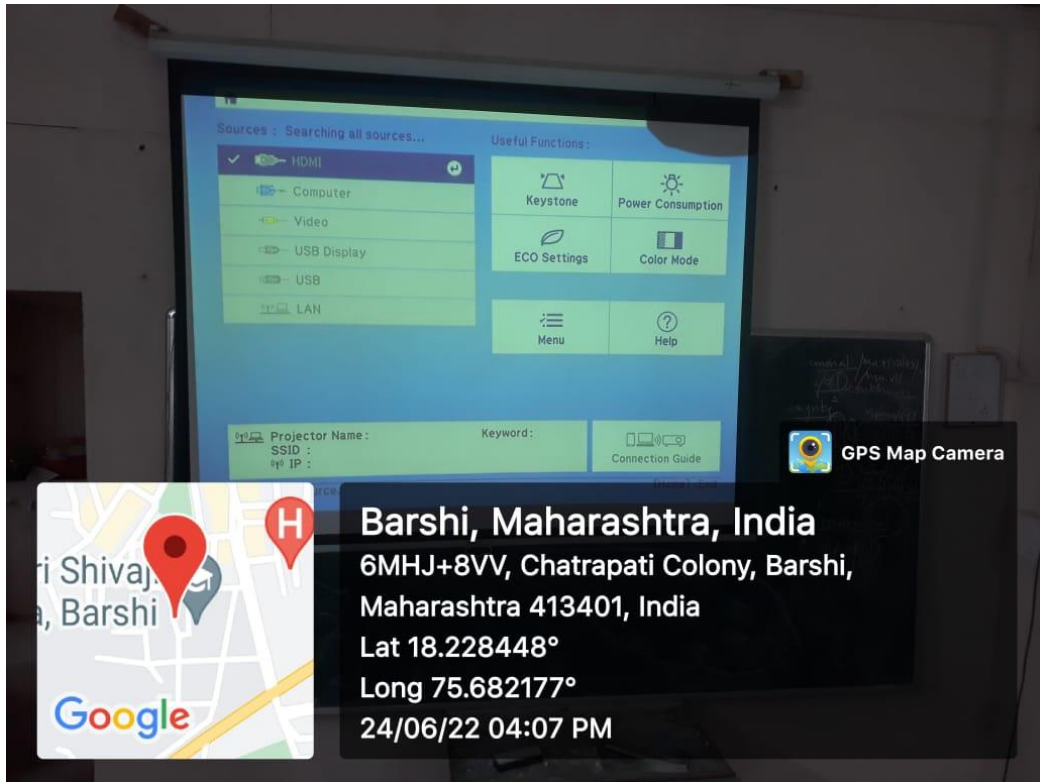 Sources : Searching all sources...
HDMI
Computer
Video
USB Display
USB
LAN
Useful Functions :
Keystone
Power Consumption
ECO Settings
Color Mode
Menu
Help
Projector Name :
SSID :
IP :
Keyword :
Connection Guide
GPS Map Camera
H
ri Shivaj
, Barshi
Google
Barshi, Maharashtra, India
6MHJ+8VV, Chatrapati Colony, Barshi,
Maharashtra 413401, India
Lat 18.228448°
Long 75.682177°
24/06/22 04:07 PM